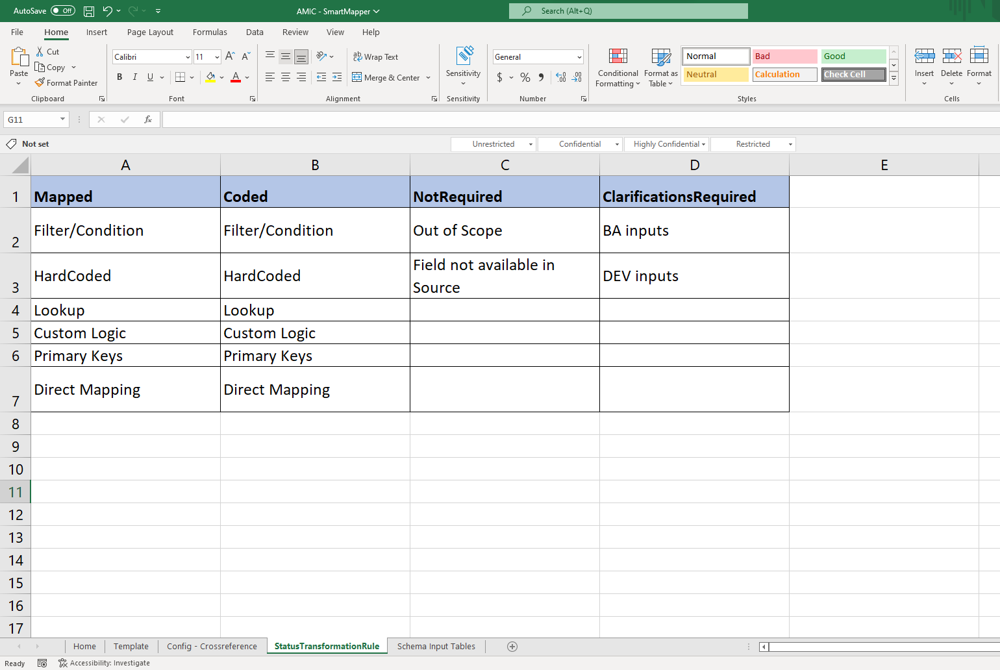 AutoSave Off AMIC - SmartMapper Search (Alt+Q)
File Home Insert Page Layout Formulas Data Review View Help
Paste Cut Copy Format Painter Clipboard
Calibri 11 A A B I U A Font
ab Wrap Text Merge & Center Alignment
Sensitivity Sensitivity
General $ % Number
Conditional Formatting Format as Table Normal Bad Good Neutral Calculation Check Cell Styles
Insert Delete Format Cells
G11 fx
Not set Unrestricted Confidential Highly Confidential Restricted
A B C D E
1 Mapped Coded NotRequired ClarificationsRequired
2 Filter/Condition Filter/Condition Out of Scope BA inputs
3 HardCoded HardCoded Field not available in Source DEV inputs
4 Lookup Lookup
5 Custom Logic Custom Logic
6 Primary Keys Primary Keys
7 Direct Mapping Direct Mapping
8
9
10
11
12
13
14
15
16
17
Home Template Config - Crossreference StatusTransformationRule Schema Input Tables
Ready Accessibility: Investigate